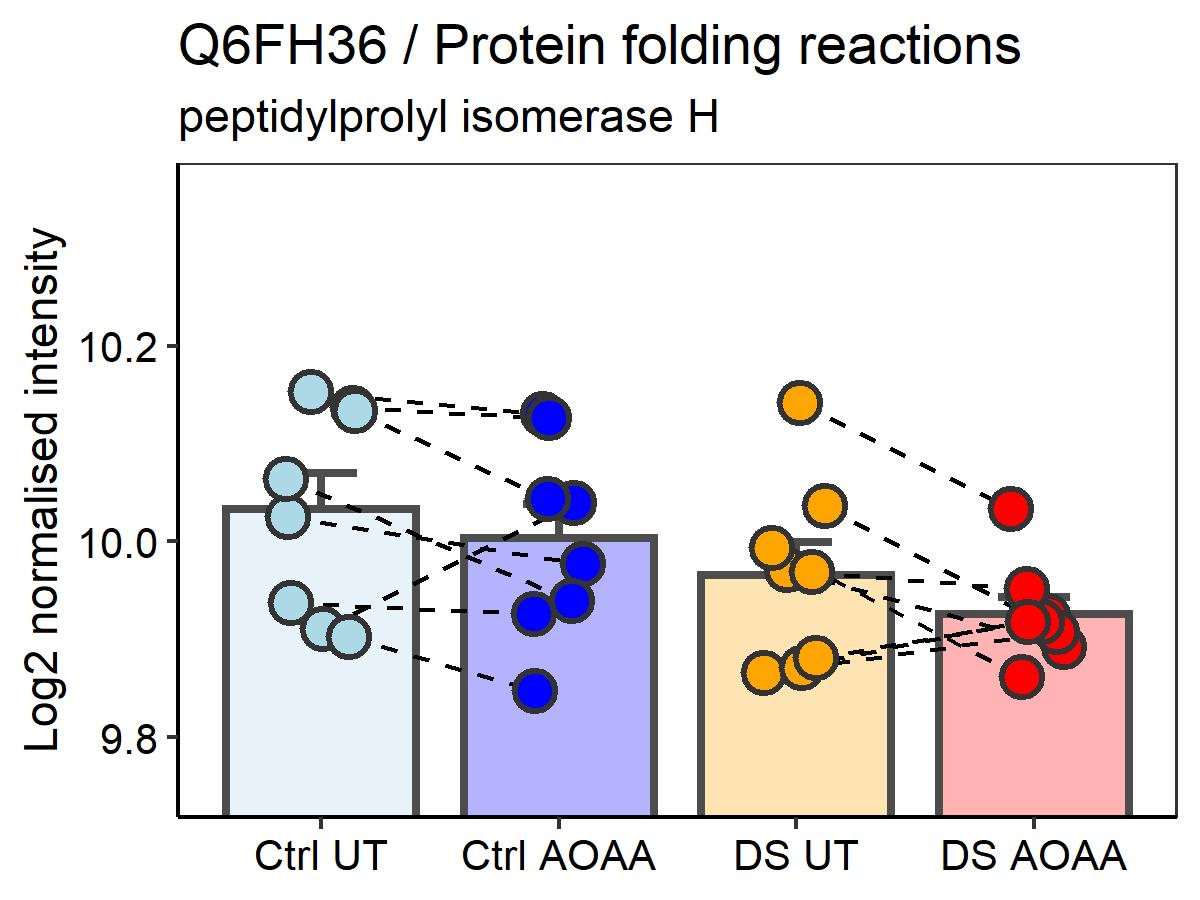 Q6FH36 / Protein folding reactions
peptidylprolyl isomerase H
Log2 normalised intensity
10.2
10.0
9.8
Ctrl UT
Ctrl AOAA
DS UT
DS AOAA